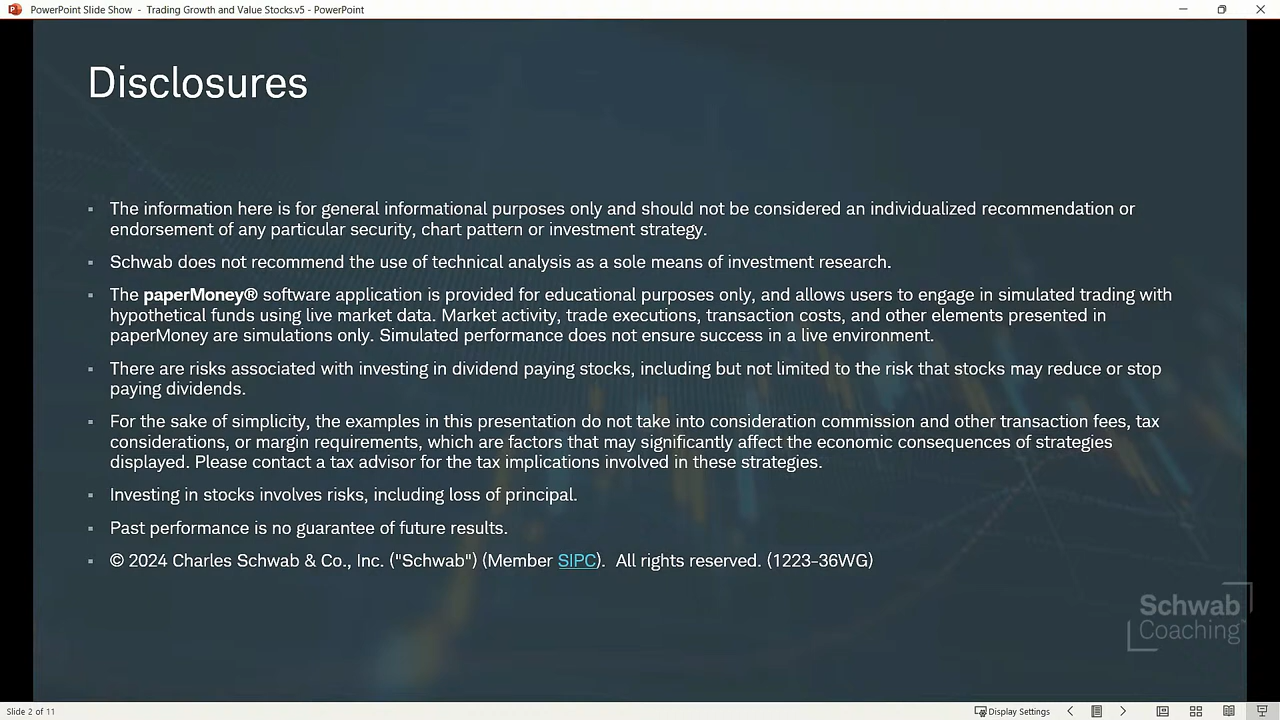 PowerPoint Slide Show - Trading Growth and Value Stocks.v5 - PowerPoint
Disclosures
▪ The information here is for general informational purposes only and should not be considered an individualized recommendation or
endorsement of any particular security, chart pattern or investment strategy.
▪ Schwab does not recommend the use of technical analysis as a sole means of investment research.
▪ The paperMoney® software application is provided for educational purposes only, and allows users to engage in simulated trading with
hypothetical funds using live market data. Market activity, trade executions, transaction costs, and other elements presented in
paperMoney are simulations only. Simulated performance does not ensure success in a live environment.
▪ There are risks associated with investing in dividend paying stocks, including but not limited to the risk that stocks may reduce or stop
paying dividends.
▪ For the sake of simplicity, the examples in this presentation do not take into consideration commission and other transaction fees, tax
considerations, or margin requirements, which are factors that may significantly affect the economic consequences of strategies
displayed. Please contact a tax advisor for the tax implications involved in these strategies.
▪ Investing in stocks involves risks, including loss of principal.
▪ Past performance is no guarantee of future results.
▪ © 2024 Charles Schwab & Co., Inc. ("Schwab") (Member SIPC). All rights reserved. (1223-36WG)
Schwab
Coaching™
Slide 2 of 11
Display Settings